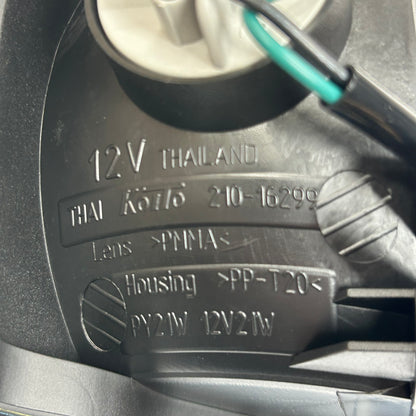 12V THAILAND
THAI KOITO 210-16299
Lens >PMMA<
Housing >PP-T20<
PY21W 12V21W